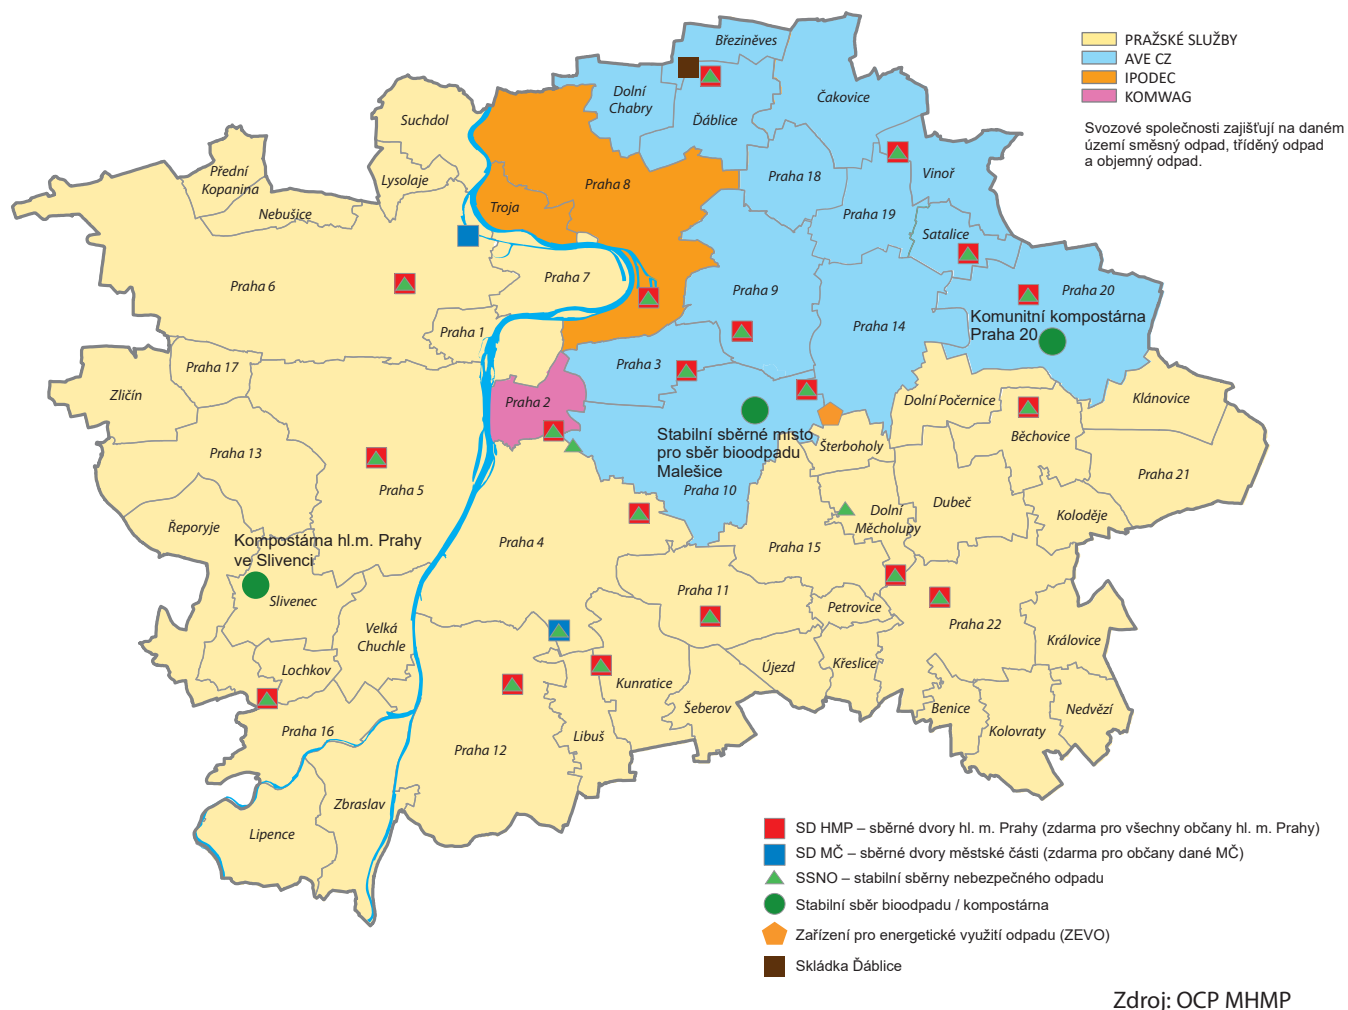 PRAŽSKÉ SLUŽBY
AVE CZ
IPODEC
KOMWAG
Svozové společnosti zajišťují na daném
území směsný odpad, tříděný odpad
a objemný odpad.
Březiněves
Dolní
Chabry
Ďáblice
Čakovice
Suchdol
Přední
Kopanina
Lysolaje
Nebušice
Troja
Praha 8
Praha 18
Vinoř
Praha 19
Satalice
Praha 6
Praha 7
Praha 9
Praha 20
Komunitní kompostárna
Praha 20
Praha 1
Praha 14
Praha 17
Praha 3
Zličín
Praha 2
Dolní Počernice
Klánovice
Běchovice
Stabilní sběrné místo
pro sběr bioodpadu
Malešice
Štěrboholy
Praha 13
Praha 5
Praha 10
Praha 21
Dubeč
Dolní
Měcholupy
Koloděje
Řeporyje
Kompostárna hl.m. Prahy
ve Slivenci
Praha 4
Praha 15
Slivenec
Praha 11
Petrovice
Velká
Chuchle
Praha 22
Královice
Lochkov
Kunratice
Újezd
Křeslice
Šeberov
Benice
Nedvězí
Praha 16
Praha 12
Libuš
Kolovraty
Zbraslav
Lipence
SD HMP – sběrné dvory hl. m. Prahy (zdarma pro všechny občany hl. m. Prahy)
SD MČ – sběrné dvory městské části (zdarma pro občany dané MČ)
SSNO – stabilní sběrny nebezpečného odpadu
Stabilní sběr bioodpadu / kompostárna
Zařízení pro energetické využití odpadu (ZEVO)
Skládka Ďáblice
Zdroj: OCP MHMP